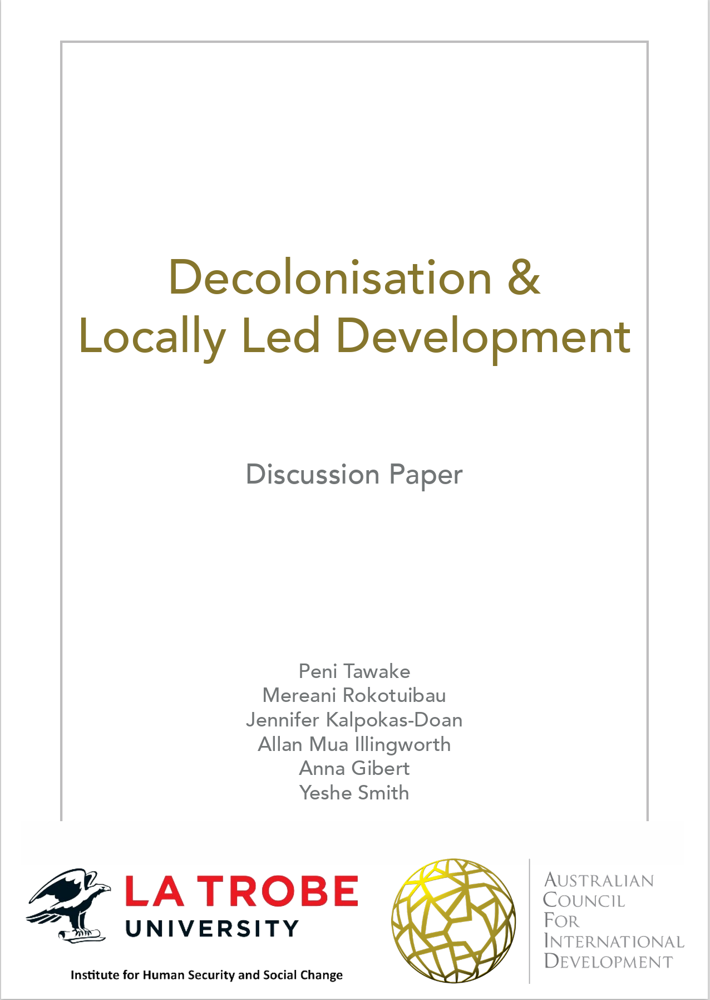 Decolonisation &
Locally Led Development
Discussion Paper
Peni Tawake
Mereani Rokotuibau
Jennifer Kalpokas-Doan
Allan Mua Illingworth
Anna Gibert
Yeshe Smith
LA TROBE
UNIVERSITY
Institute for Human Security and Social Change
AUSTRALIAN
COUNCIL
FOR
INTERNATIONAL
DEVELOPMENT